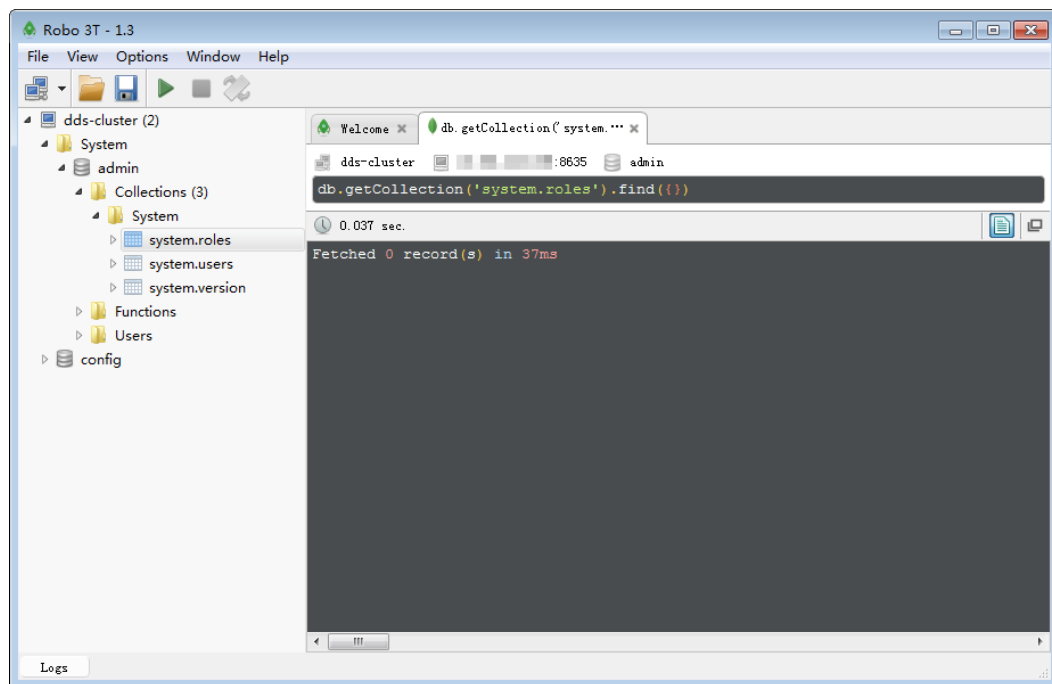 Robo 3T - 1.3
File View Options Window Help
dds-cluster (2)
System
admin
Collections (3)
System
system.roles
system.users
system.version
Functions
Users
config
Welcome
db.getCollection('system.…
dds-cluster :8635 admin
db.getCollection('system.roles').find({})
0.037 sec.
Fetched 0 record(s) in 37ms
Logs